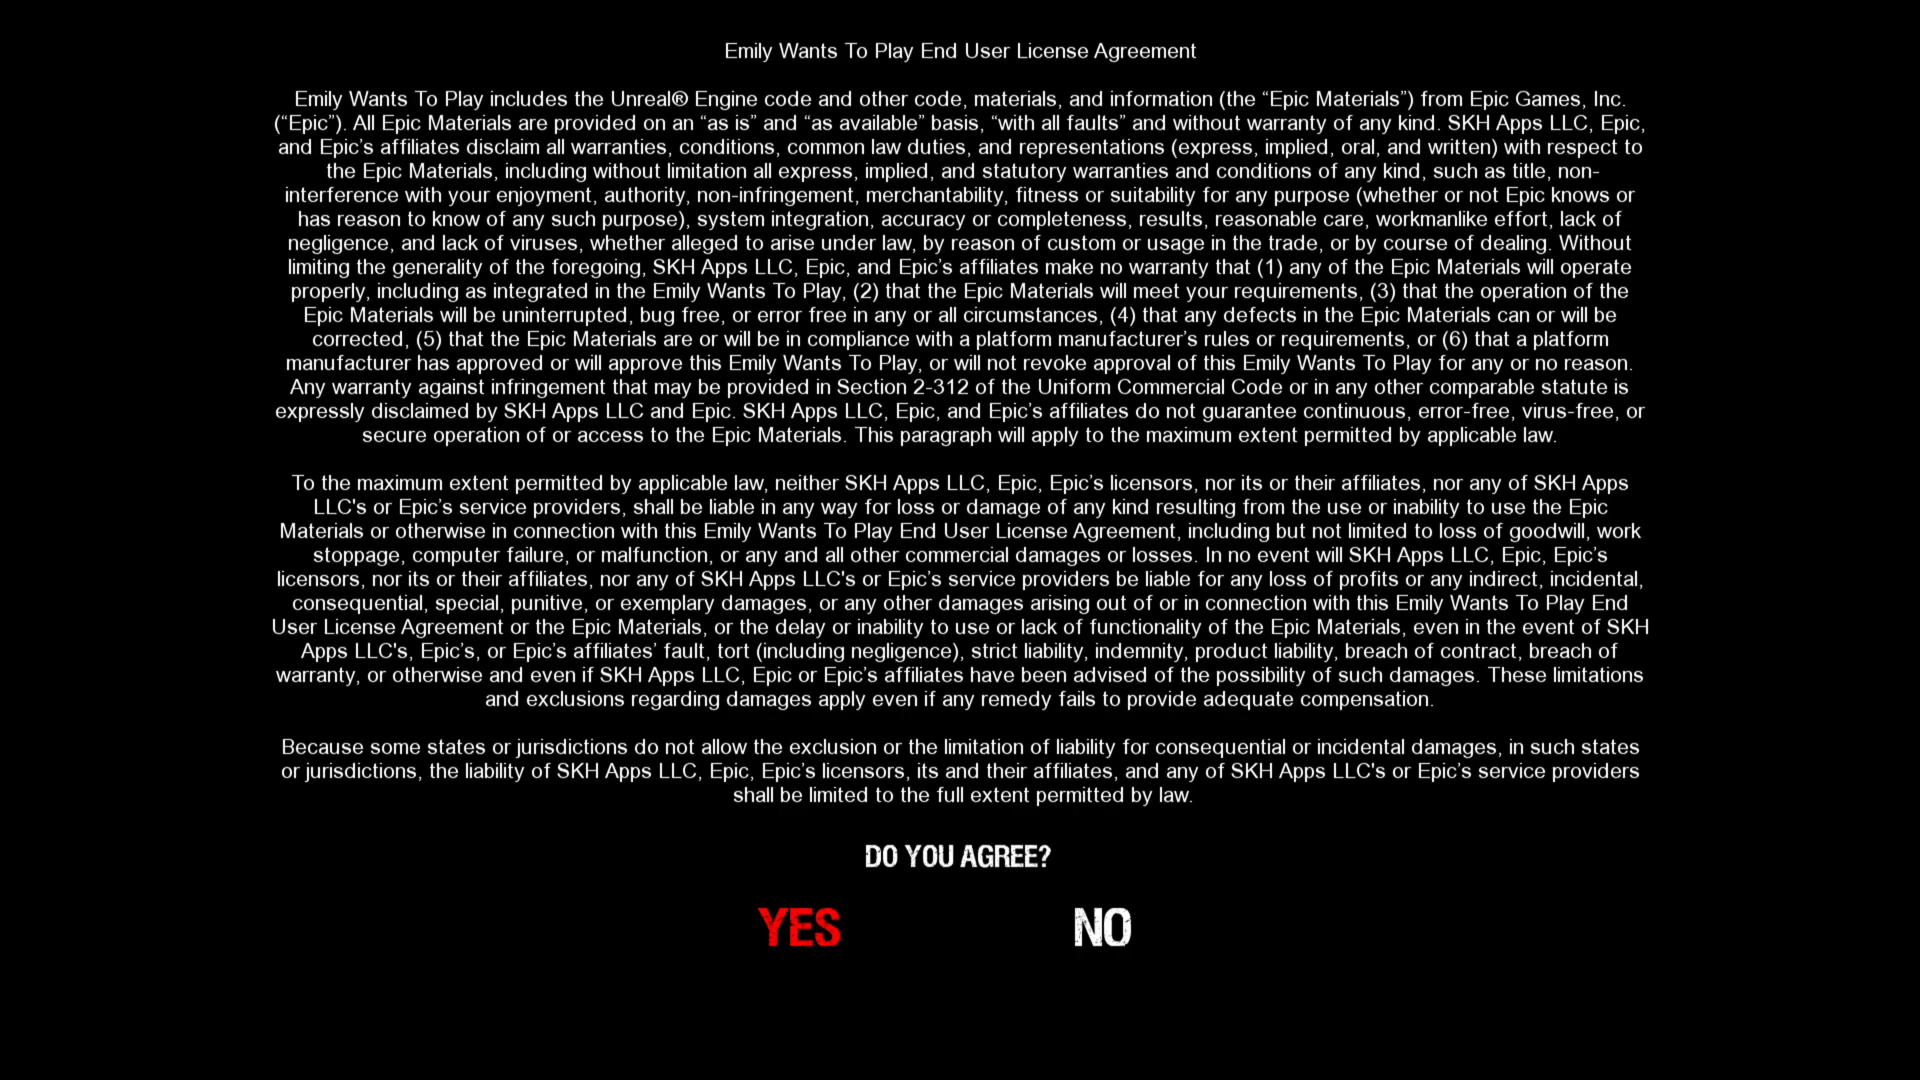 Emily Wants To Play End User License Agreement
Emily Wants To Play includes the Unreal® Engine code and other code, materials, and information (the “Epic Materials”) from Epic Games, Inc.
(“Epic”). All Epic Materials are provided on an “as is” and “as available” basis, “with all faults” and without warranty of any kind. SKH Apps LLC, Epic,
and Epic’s affiliates disclaim all warranties, conditions, common law duties, and representations (express, implied, oral, and written) with respect to
the Epic Materials, including without limitation all express, implied, and statutory warranties and conditions of any kind, such as title, non-
interference with your enjoyment, authority, non-infringement, merchantability, fitness or suitability for any purpose (whether or not Epic knows or
has reason to know of any such purpose), system integration, accuracy or completeness, results, reasonable care, workmanlike effort, lack of
negligence, and lack of viruses, whether alleged to arise under law, by reason of custom or usage in the trade, or by course of dealing. Without
limiting the generality of the foregoing, SKH Apps LLC, Epic, and Epic’s affiliates make no warranty that (1) any of the Epic Materials will operate
properly, including as integrated in the Emily Wants To Play, (2) that the Epic Materials will meet your requirements, (3) that the operation of the
Epic Materials will be uninterrupted, bug free, or error free in any or all circumstances, (4) that any defects in the Epic Materials can or will be
corrected, (5) that the Epic Materials are or will be in compliance with a platform manufacturer’s rules or requirements, or (6) that a platform
manufacturer has approved or will approve this Emily Wants To Play, or will not revoke approval of this Emily Wants To Play for any or no reason.
Any warranty against infringement that may be provided in Section 2-312 of the Uniform Commercial Code or in any other comparable statute is
expressly disclaimed by SKH Apps LLC and Epic. SKH Apps LLC, Epic, and Epic’s affiliates do not guarantee continuous, error-free, virus-free, or
secure operation of or access to the Epic Materials. This paragraph will apply to the maximum extent permitted by applicable law.
To the maximum extent permitted by applicable law, neither SKH Apps LLC, Epic, Epic’s licensors, nor its or their affiliates, nor any of SKH Apps
LLC's or Epic’s service providers, shall be liable in any way for loss or damage of any kind resulting from the use or inability to use the Epic
Materials or otherwise in connection with this Emily Wants To Play End User License Agreement, including but not limited to loss of goodwill, work
stoppage, computer failure, or malfunction, or any and all other commercial damages or losses. In no event will SKH Apps LLC, Epic, Epic’s
licensors, nor its or their affiliates, nor any of SKH Apps LLC's or Epic’s service providers be liable for any loss of profits or any indirect, incidental,
consequential, special, punitive, or exemplary damages, or any other damages arising out of or in connection with this Emily Wants To Play End
User License Agreement or the Epic Materials, or the delay or inability to use or lack of functionality of the Epic Materials, even in the event of SKH
Apps LLC's, Epic’s, or Epic’s affiliates’ fault, tort (including negligence), strict liability, indemnity, product liability, breach of contract, breach of
warranty, or otherwise and even if SKH Apps LLC, Epic or Epic’s affiliates have been advised of the possibility of such damages. These limitations
and exclusions regarding damages apply even if any remedy fails to provide adequate compensation.
Because some states or jurisdictions do not allow the exclusion or the limitation of liability for consequential or incidental damages, in such states
or jurisdictions, the liability of SKH Apps LLC, Epic, Epic’s licensors, its and their affiliates, and any of SKH Apps LLC's or Epic’s service providers
shall be limited to the full extent permitted by law.
DO YOU AGREE?
YES NO